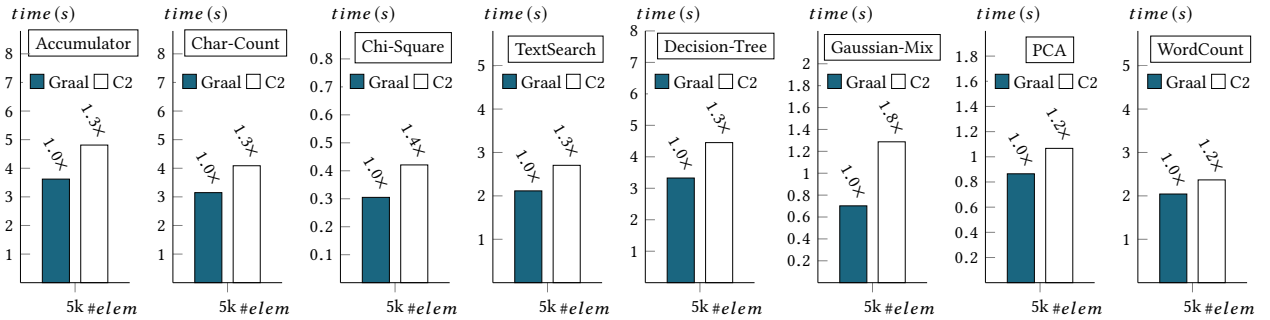 time(s)
Accumulator
Graal C2
8
7
6
5
4
3
2
1
1.0×
1.3×
5k #elem
time(s)
Char-Count
Graal C2
8
7
6
5
4
3
2
1
1.0×
1.3×
5k #elem
time(s)
Chi-Square
Graal C2
0.8
0.7
0.6
0.5
0.4
0.3
0.2
0.1
1.0×
1.4×
5k #elem
time(s)
TextSearch
Graal C2
5
4
3
2
1
1.0×
1.3×
5k #elem
time(s)
Decision-Tree
Graal C2
8
7
6
5
4
3
2
1
1.0×
1.3×
5k #elem
time(s)
Gaussian-Mix
Graal C2
2
1.8
1.6
1.4
1.2
1
0.8
0.6
0.4
0.2
1.0×
1.8×
5k #elem
time(s)
PCA
Graal C2
1.8
1.6
1.4
1.2
1
0.8
0.6
0.4
0.2
1.0×
1.2×
5k #elem
time(s)
WordCount
Graal C2
5
4
3
2
1
1.0×
1.2×
5k #elem